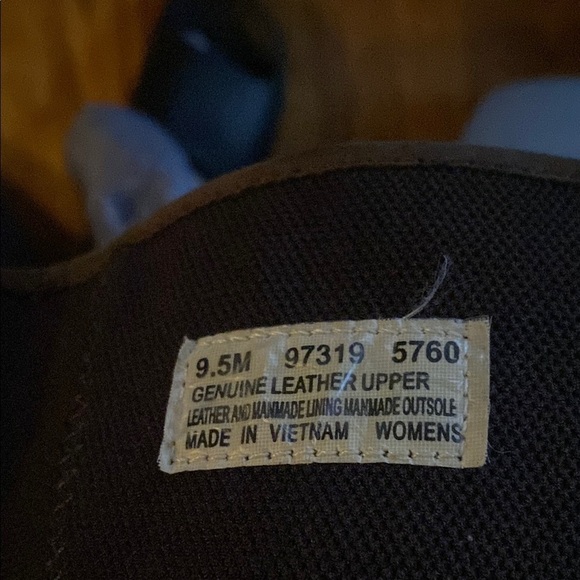 9.5M 97319 5760
GENUINE LEATHER UPPER
LEATHER AND MANMADE LINING MANMADE OUTSOLE
MADE IN VIETNAM WOMENS